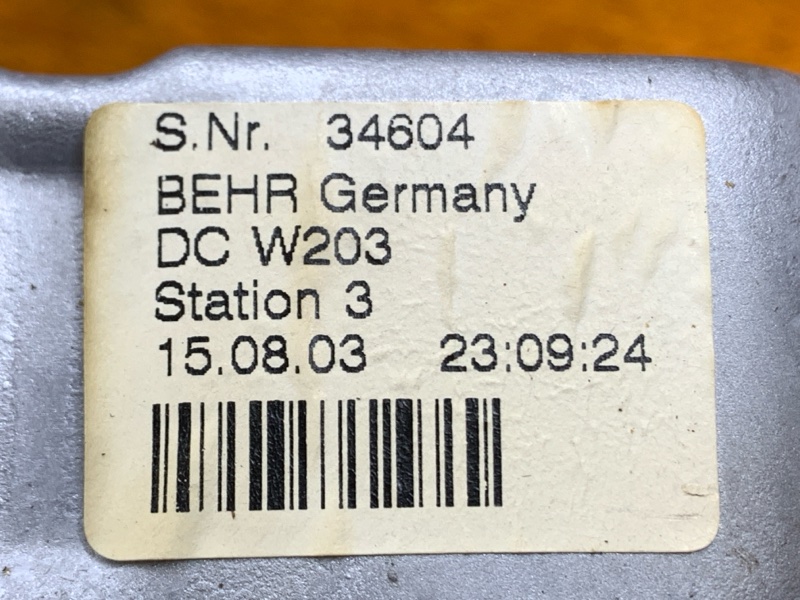 S.Nr. 34604
BEHR Germany
DC W203
Station 3
15.08.03 23:09:24